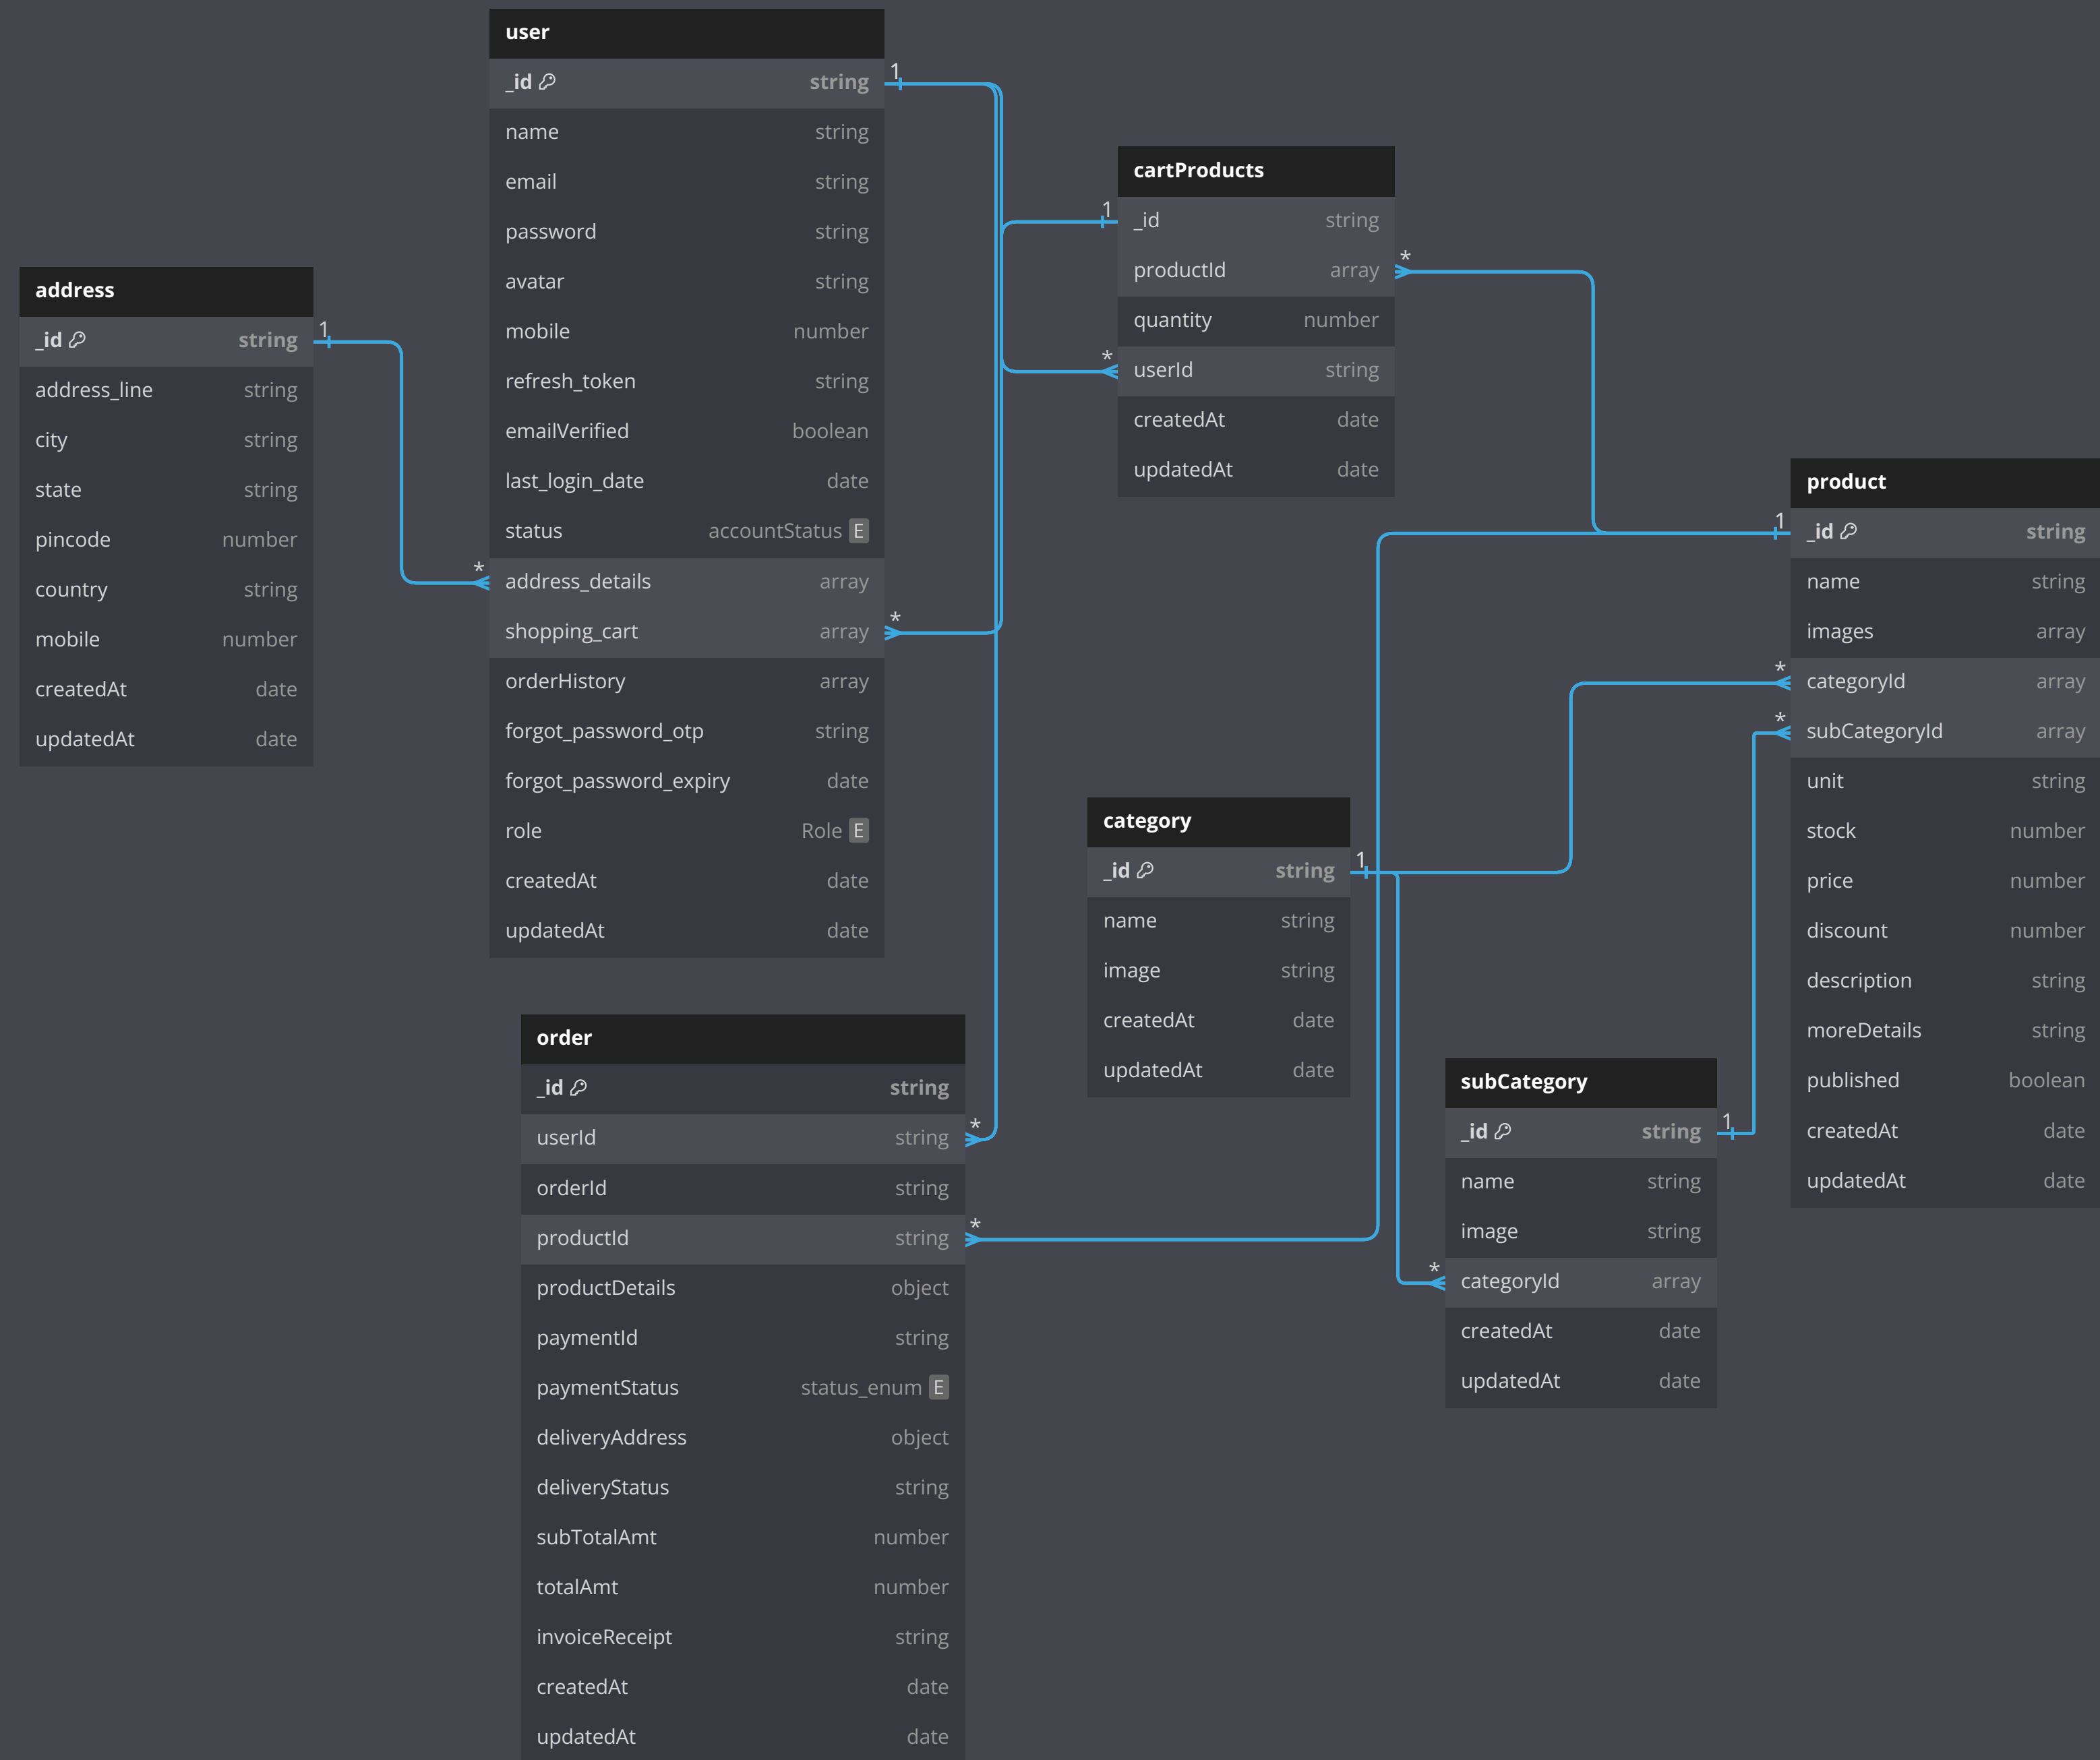 user
_id string
name string
email string
password string
avatar string
mobile number
refresh_token string
emailVerified boolean
last_login_date date
status accountStatus E
address_details array
shopping_cart array
orderHistory array
forgot_password_otp string
forgot_password_expiry date
role Role E
createdAt date
updatedAt date
1
*
*
address
_id string
address_line string
city string
state string
pincode number
country string
mobile number
createdAt date
updatedAt date
1
cartProducts
_id string
productId array
quantity number
userId string
createdAt date
updatedAt date
1
*
*
product
_id string
name string
images array
categoryId array
subCategoryId array
unit string
stock number
price number
discount number
description string
moreDetails string
published boolean
createdAt date
updatedAt date
1
*
*
category
_id string
name string
image string
createdAt date
updatedAt date
1
subCategory
_id string
name string
image string
categoryId array
createdAt date
updatedAt date
1
*
order
_id string
userId string
orderId string
productId string
productDetails object
paymentId string
paymentStatus status_enum E
deliveryAddress object
deliveryStatus string
subTotalAmt number
totalAmt number
invoiceReceipt string
createdAt date
updatedAt date
*
*